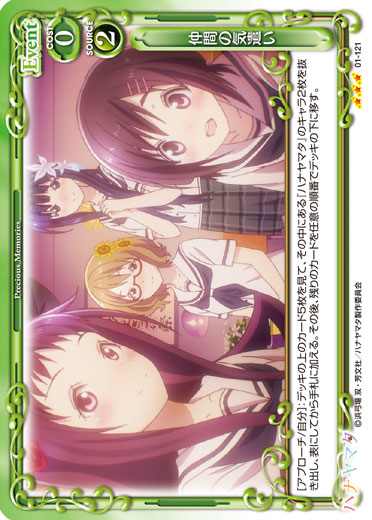 Event
COST
0
SOURCE
2
仲間の気遣い
01-121
Precious Memories
［アプローチ/自分］：デッキの上のカード5枚を見て、その中にある「ハナヤマタ」のキャラ2枚を抜
き出し、表にしてから手札に加える。その後、残りのカードを任意の順番でデッキの下に移す。
©浜弓場 双・芳文社／ハナヤマタ製作委員会
ハナヤマタ